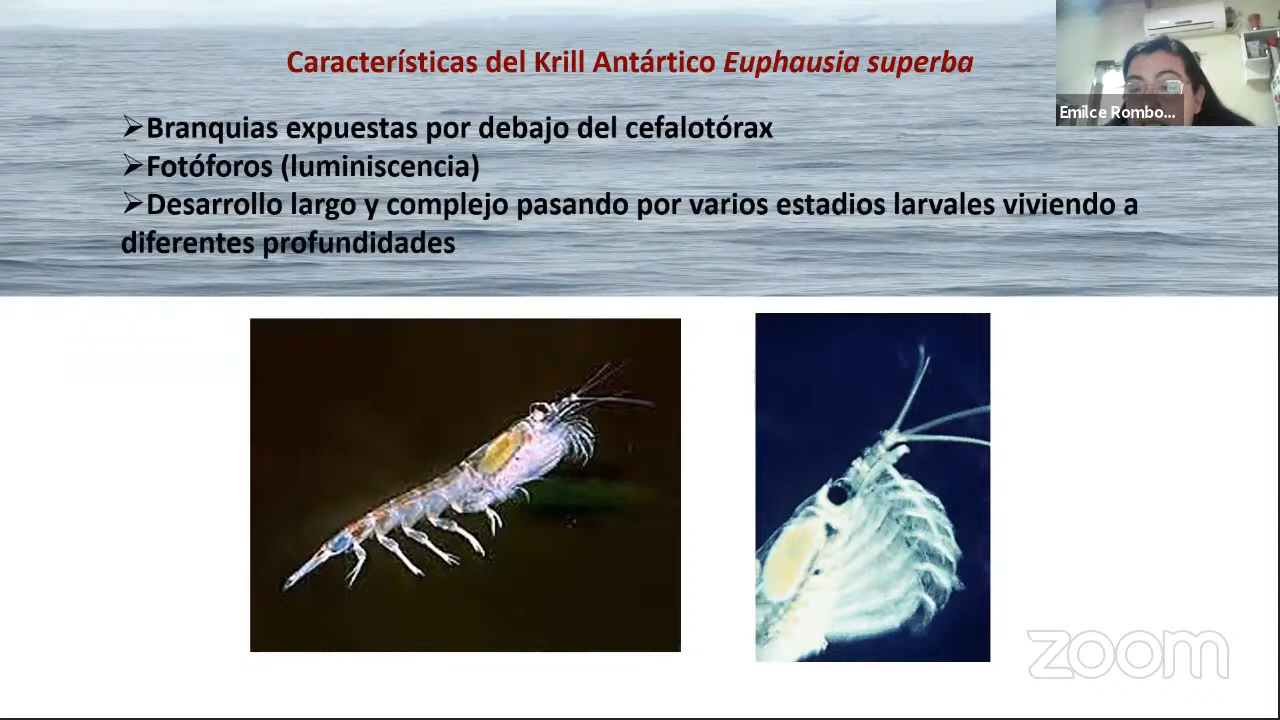 Características del Krill Antártico Euphausia superba
Emilce Rombo...
➢Branquias expuestas por debajo del cefalotórax
➢Fotóforos (luminiscencia)
➢Desarrollo largo y complejo pasando por varios estadios larvales viviendo a
diferentes profundidades
zoom